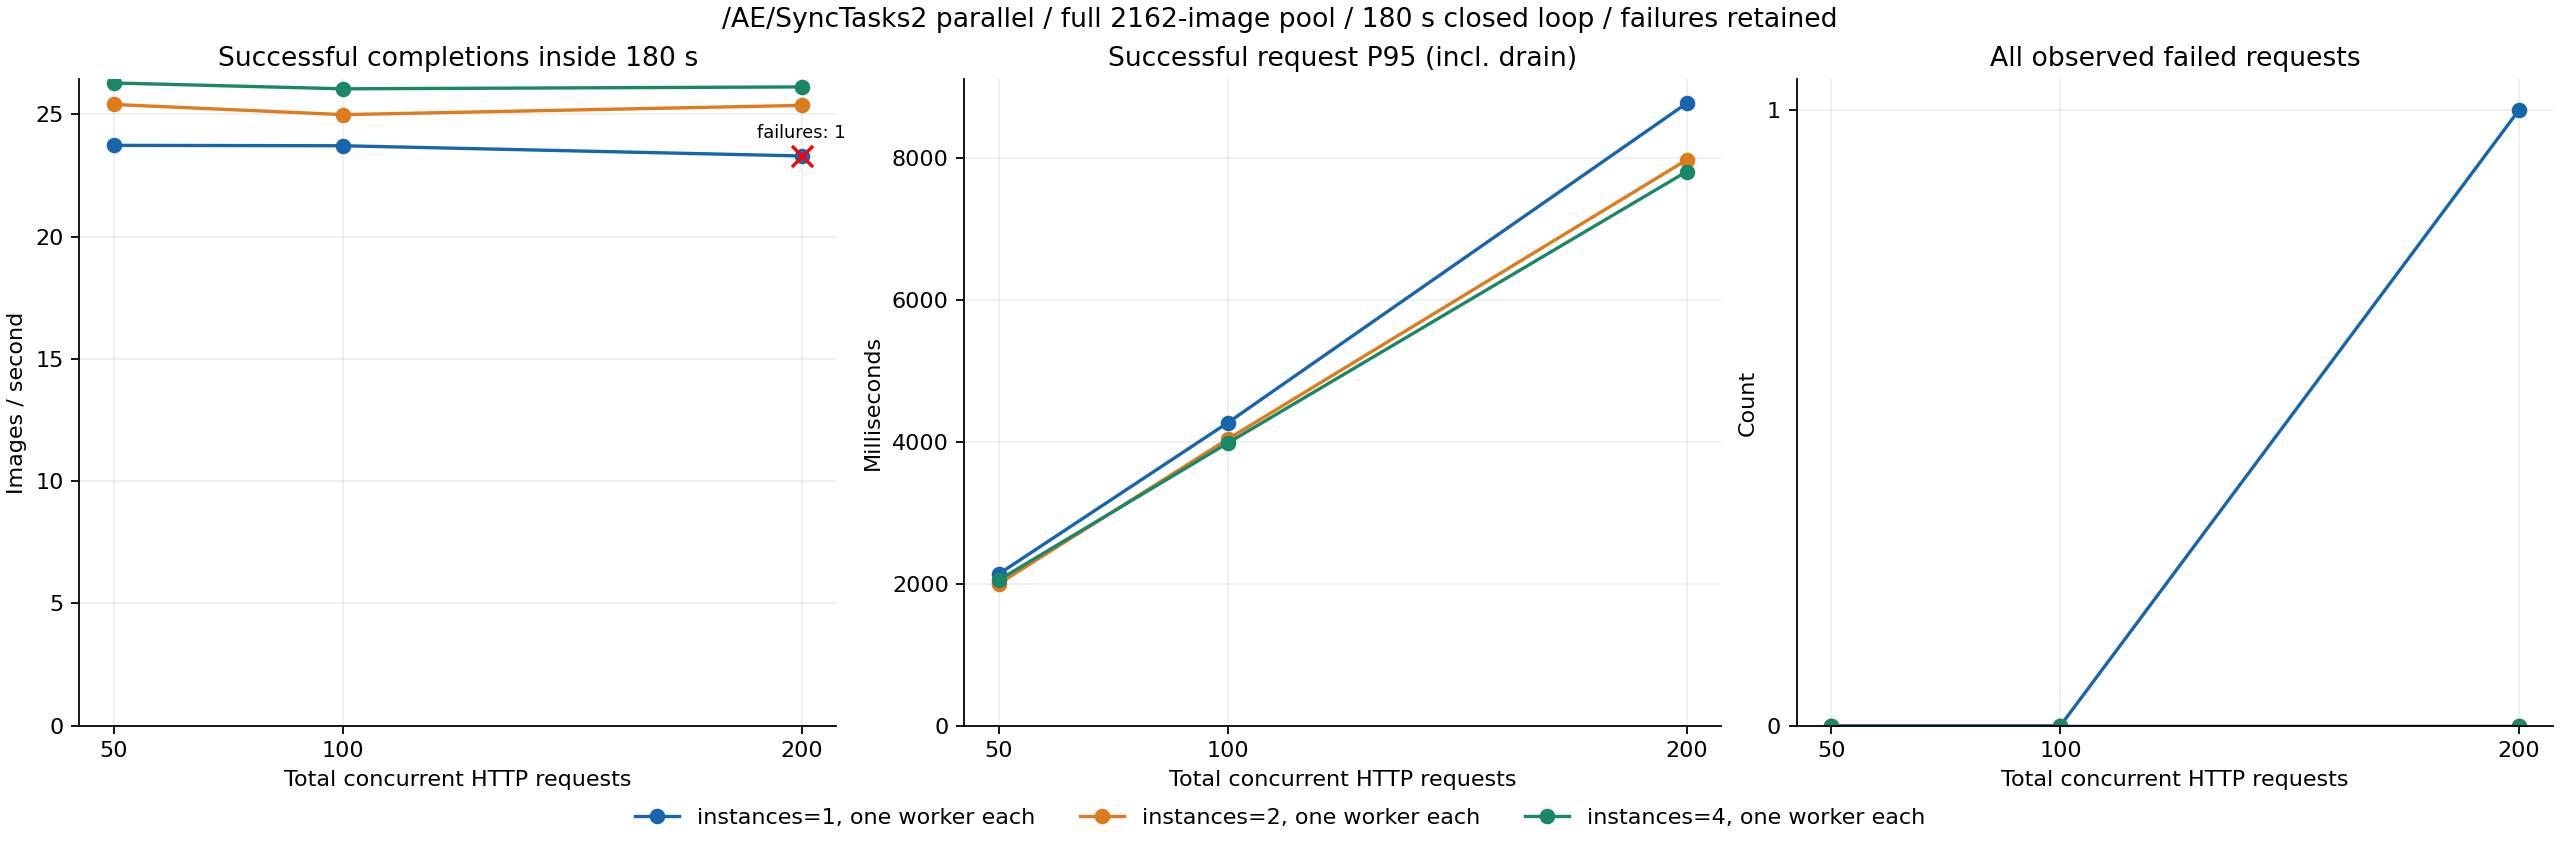 /AE/SyncTasks2 parallel / full 2162-image pool / 180 s closed loop / failures retained
Successful completions inside 180 s
Images / second
25
20
15
10
5
0
failures: 1
50
100
200
Total concurrent HTTP requests
Successful request P95 (incl. drain)
Milliseconds
8000
6000
4000
2000
0
50
100
200
Total concurrent HTTP requests
All observed failed requests
Count
1
0
50
100
200
Total concurrent HTTP requests
instances=1, one worker each
instances=2, one worker each
instances=4, one worker each